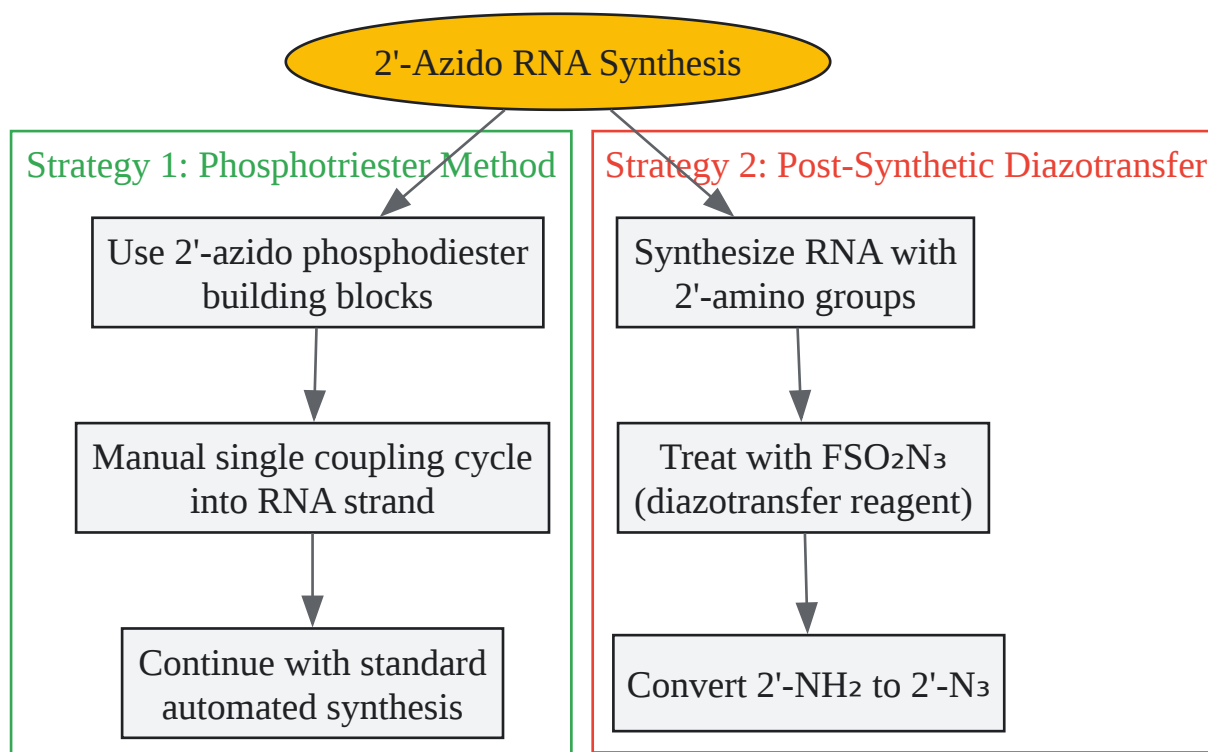 2'-Azido RNA Synthesis
Strategy 1: Phosphotriester Method
Use 2'-azido phosphodiester
building blocks
Manual single coupling cycle
into RNA strand
Continue with standard
automated synthesis
Strategy 2: Post-Synthetic Diazotransfer
Synthesize RNA with
2'-amino groups
Treat with FSO₂N₃
(diazotransfer reagent)
Convert 2'-NH₂ to 2'-N₃